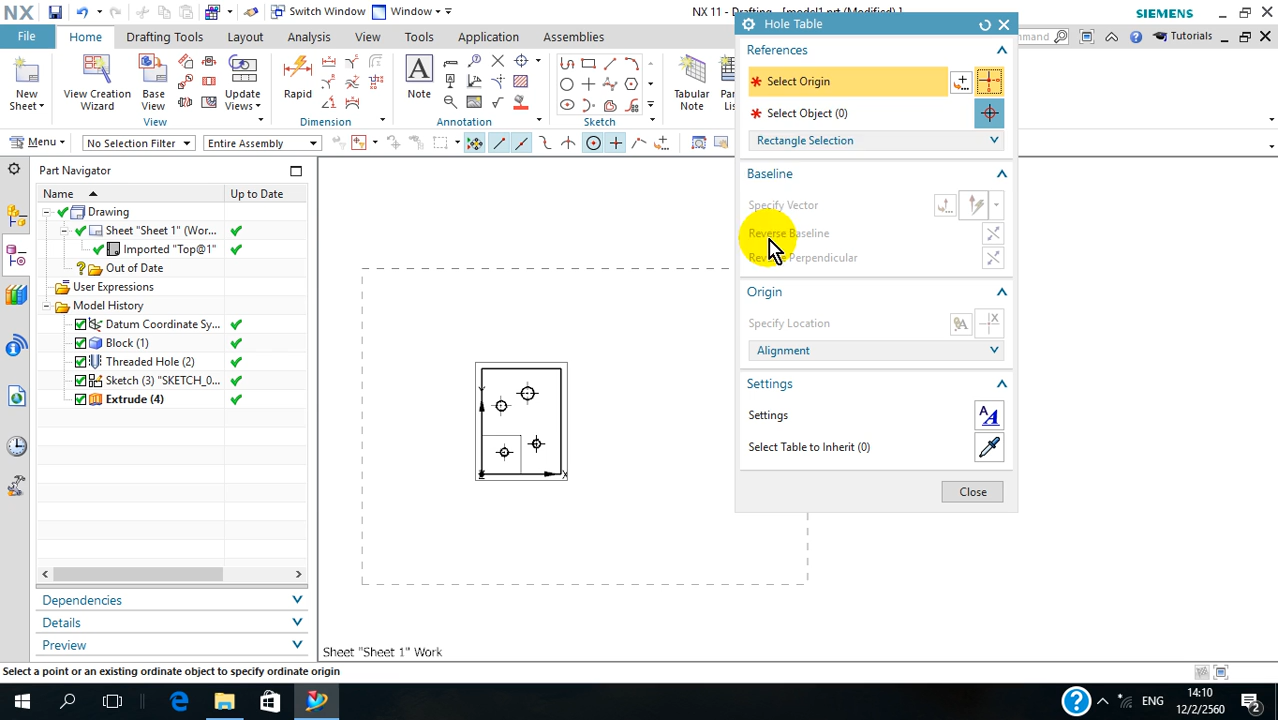 NX
Switch Window
Window
NX 11 - Drafting - [model1.prt (Modified) ]
SIEMENS
File
Home
Drafting Tools
Layout
Analysis
View
Tools
Application
Assemblies
mmand
Tutorials
New Sheet
View Creation Wizard
Base View
Update Views
View
Rapid
Dimension
Note
Annotation
Sketch
Tabular Note
Menu
No Selection Filter
Entire Assembly
Part Navigator
Name
Up to Date
Drawing
Sheet "Sheet 1" (Wor...
Imported "Top@1"
Out of Date
User Expressions
Model History
Datum Coordinate Sy...
Block (1)
Threaded Hole (2)
Sketch (3) "SKETCH_0...
Extrude (4)
Dependencies
Details
Preview
Y
X
Sheet "Sheet 1" Work
Hole Table
References
* Select Origin
* Select Object (0)
Rectangle Selection
Baseline
Specify Vector
Reverse Baseline
Reverse Perpendicular
Origin
Specify Location
Alignment
Settings
Settings
Select Table to Inherit (0)
Close
Select a point or an existing ordinate object to specify ordinate origin
ENG
14:10
12/2/2560
2